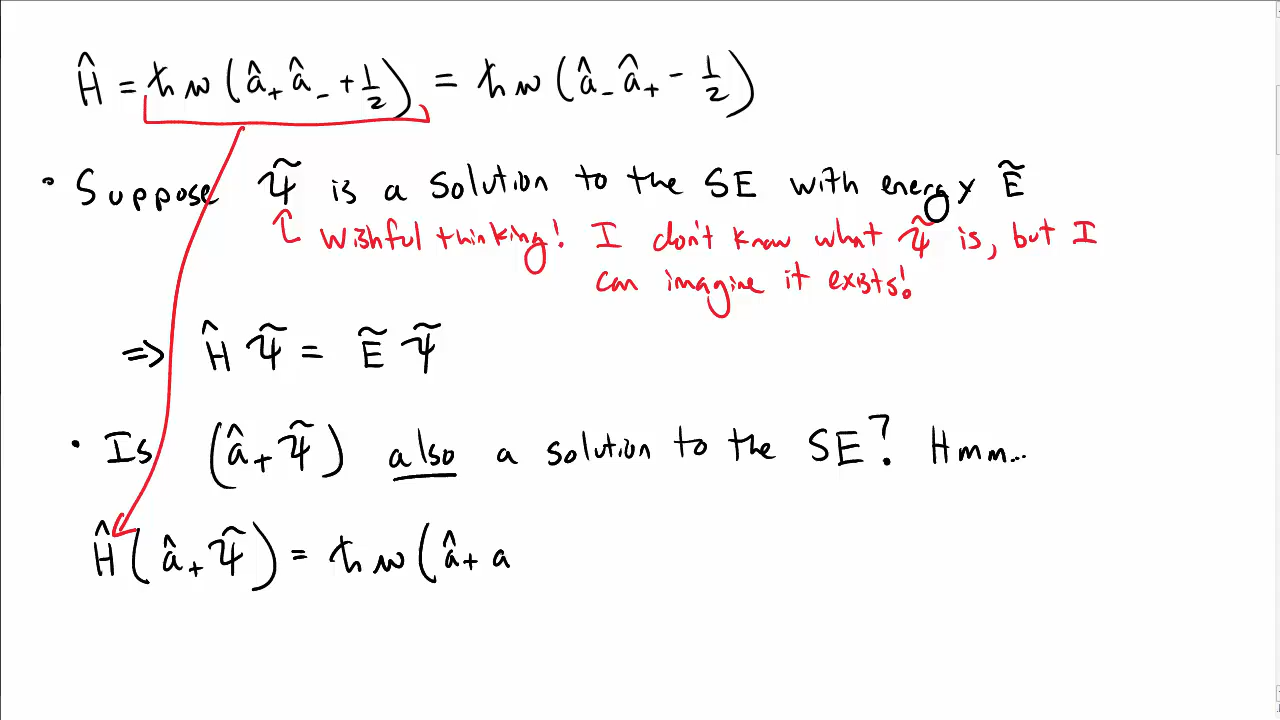 Ĥ = ħω(â₊ â₋ + 1/2) = ħω(â₋ â₊ - 1/2)
• Suppose Ψ̃ is a solution to the SE with energy Ẽ
↑ Wishful thinking! I don't know what Ψ̃ is, but I
can imagine it exists!
⇒ Ĥ Ψ̃ = Ẽ Ψ̃
• Is (â₊ Ψ̃) also a solution to the SE? Hmm...
Ĥ(â₊ Ψ̃) = ħω(â₊ a